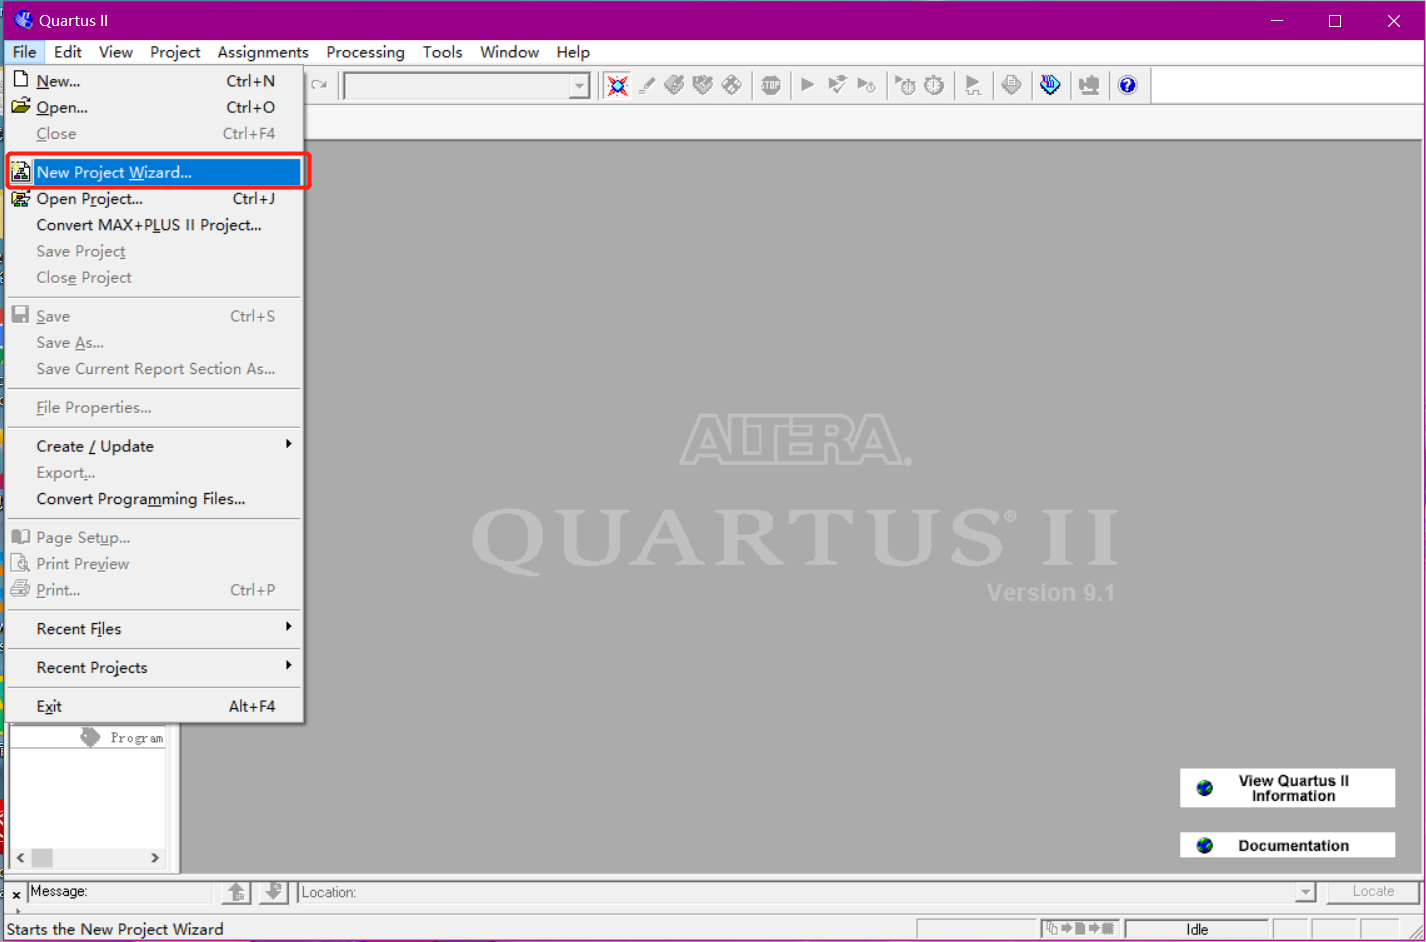 Quartus II
File Edit View Project Assignments Processing Tools Window Help
New... Ctrl+N
Open... Ctrl+O
Close Ctrl+F4
New Project Wizard...
Open Project... Ctrl+J
Convert MAX+PLUS II Project...
Save Project
Close Project
Save Ctrl+S
Save As...
Save Current Report Section As...
File Properties...
Create / Update
Export...
Convert Programming Files...
Page Setup...
Print Preview
Print... Ctrl+P
Recent Files
Recent Projects
Exit Alt+F4
STOP
ALTERA®
QUARTUS® II
Version 9.1
Program
View Quartus II
Information
Documentation
Message:
Location:
Locate
Starts the New Project Wizard
Idle